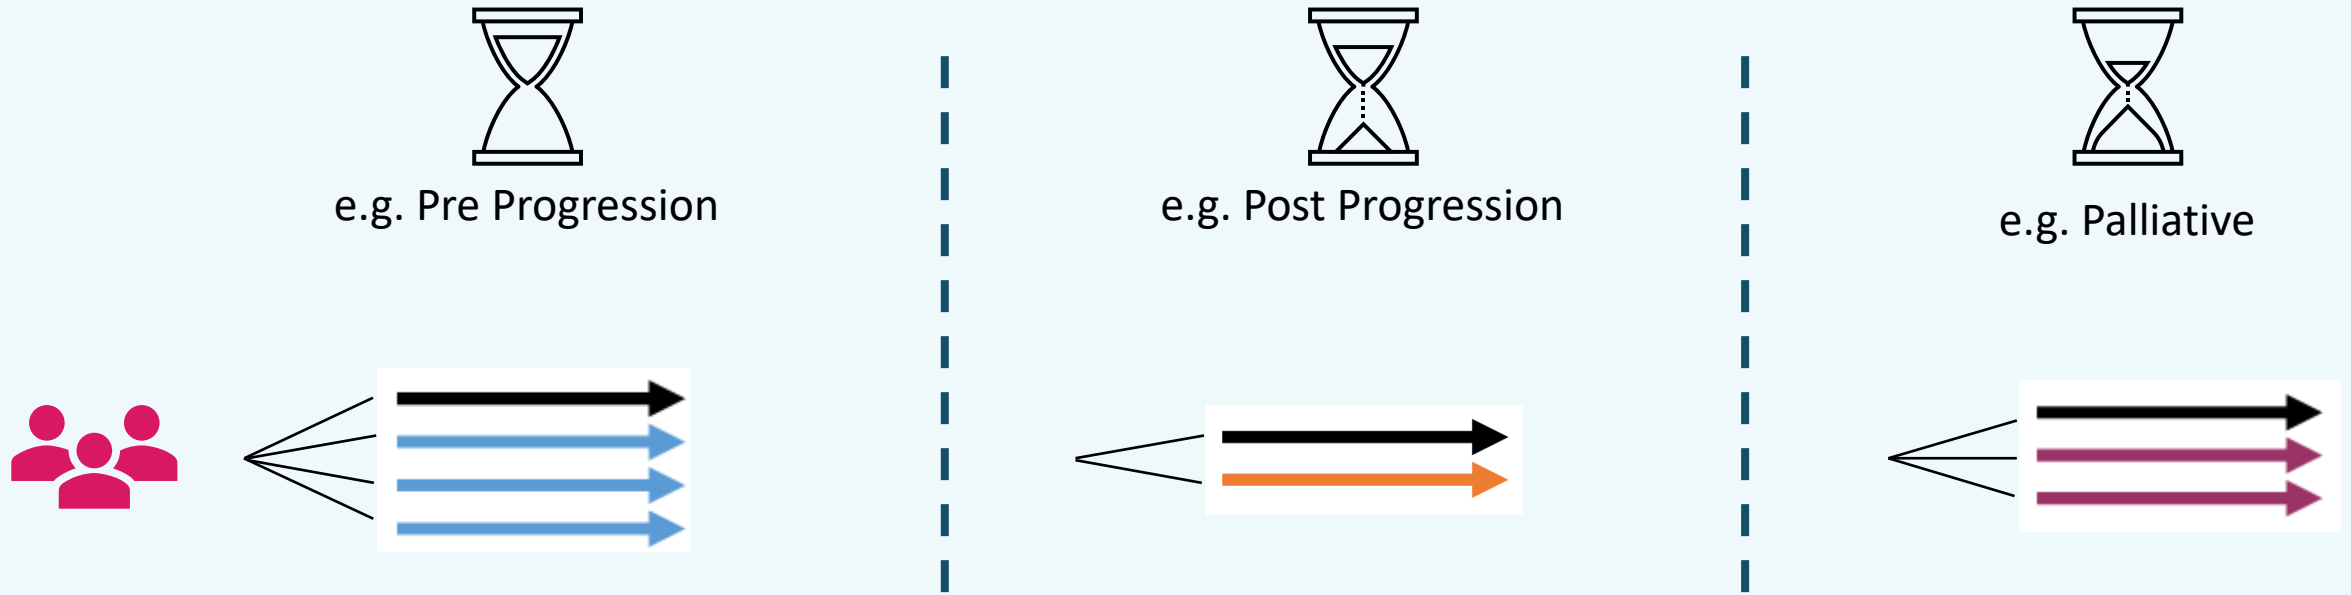 e.g. Pre Progression
e.g. Post Progression
e.g. Palliative